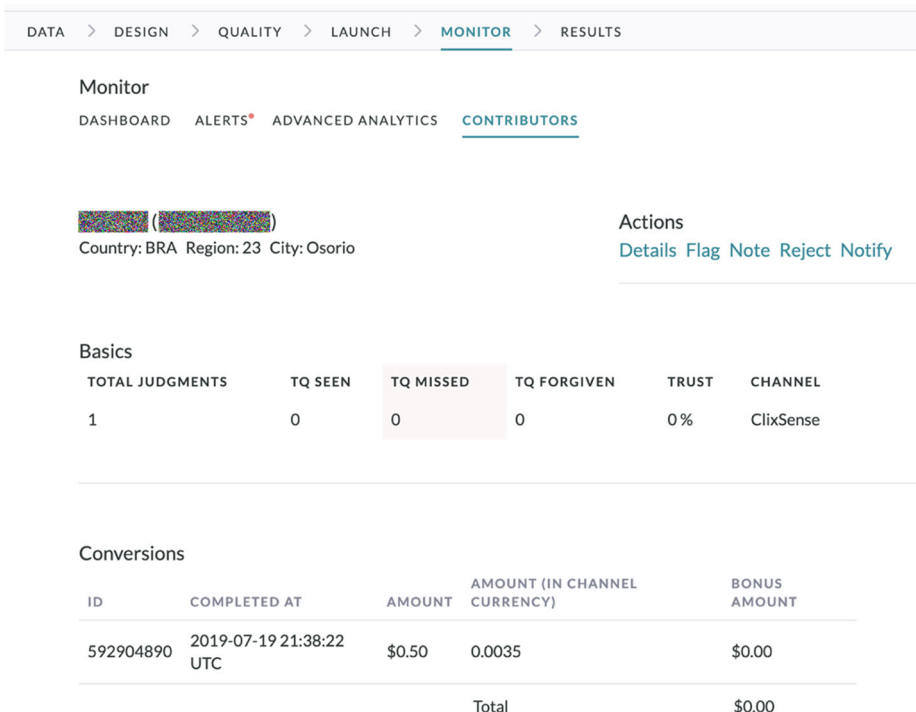 DATA > DESIGN > QUALITY > LAUNCH > MONITOR > RESULTS
Monitor
DASHBOARD ALERTS ADVANCED ANALYTICS CONTRIBUTORS
( )
Country: BRA Region: 23 City: Osorio
Actions
Details Flag Note Reject Notify
Basics
TOTAL JUDGMENTS TQ SEEN TQ MISSED TQ FORGIVEN TRUST CHANNEL
1 0 0 0 0 % ClixSense
Conversions
ID COMPLETED AT AMOUNT AMOUNT (IN CHANNEL CURRENCY) BONUS AMOUNT
592904890 2019-07-19 21:38:22 UTC $0.50 0.0035 $0.00
Total $0.00